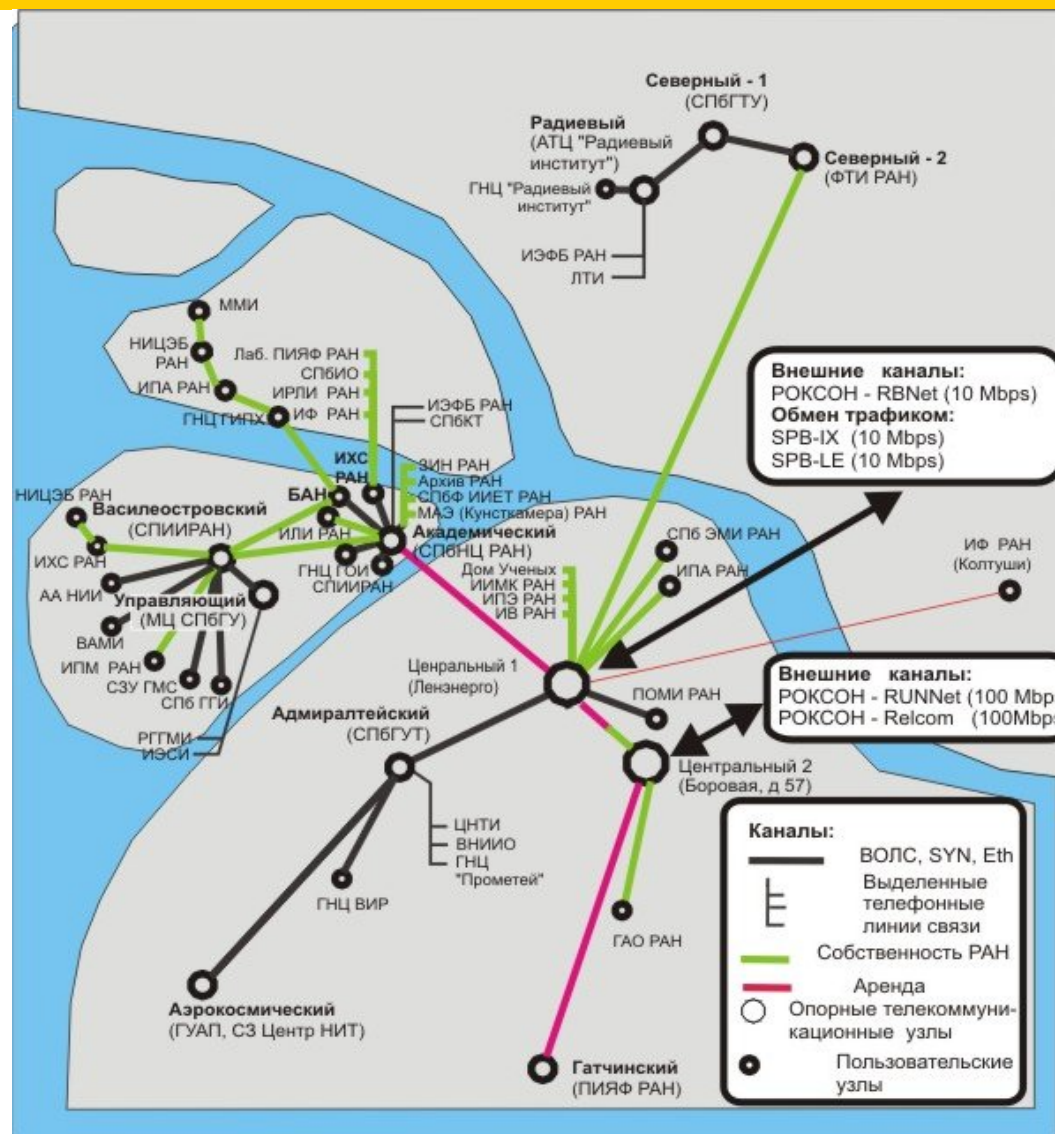 Северный - 1
(СПбГТУ)
Радиевый
(АТЦ "Радиевый
институт")
Северный - 2
(ФТИ РАН)
ГНЦ "Радиевый
институт"
ИЭФБ РАН
ЛТИ
ММИ
НИЦЭБ
РАН
ИПА РАН
ГНЦ ГИПХ
Лаб. ПИЯФ РАН
СПбИО
ИРЛИ РАН
ИФ РАН
ИЭФБ РАН
СПбКТ
Внешние каналы:
РОКСОН - RBNet (10 Mbps)
Обмен трафиком:
SPB-IX (10 Mbps)
SPB-LE (10 Mbps)
ИХС
РАН
ЗИН РАН
Архив РАН
СПбФ ИИЕТ РАН
МАЭ (Кунсткамера) РАН
БАН
НИЦЭБ РАН
Василеостровский
(СПИИРАН)
ИЛИ РАН
Академический
(СПбНЦ РАН)
ГНЦ ГОИ
СПИИРАН
ИХС РАН
АА НИИ
Управляющий
(МЦ СПбГУ)
ВАМИ
ИПМ РАН
СЗУ ГМС
СПб ГГИ
РГГМИ
ИЭСИ
Дом Ученых
ИИМК РАН
ИПЭ РАН
ИВ РАН
СПб ЭМИ РАН
ИПА РАН
ИФ РАН
(Колтуши)
Ценральный 1
(Ленэнерго)
ПОМИ РАН
Внешние каналы:
РОКСОН - RUNNet (100 Mbp
РОКСОН - Relcom (100Mbps
Адмиралтейский
(СПбГУТ)
Центральный 2
(Боровая, д 57)
ЦНТИ
ВНИИО
ГНЦ
"Прометей"
ГНЦ ВИР
ГАО РАН
Аэрокосмический
(ГУАП, СЗ Центр НИТ)
Гатчинский
(ПИЯФ РАН)
Каналы:
ВОЛС, SYN, Eth
Выделенные
телефонные
линии связи
Собственность РАН
Аренда
Опорные телекоммуни-
кационные узлы
Пользовательские
узлы